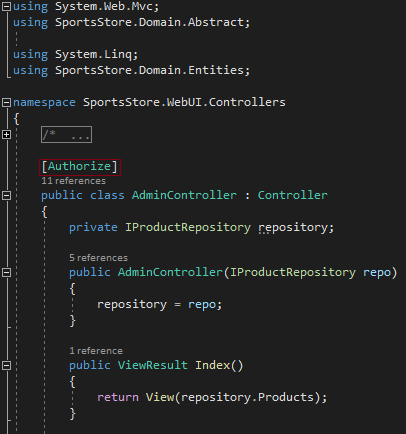 using System.Web.Mvc;
using SportsStore.Domain.Abstract;
using System.Linq;
using SportsStore.Domain.Entities;
namespace SportsStore.WebUI.Controllers
{
/* ...
[Authorize]
11 references
public class AdminController : Controller
{
private IProductRepository repository;
5 references
public AdminController(IProductRepository repo)
{
repository = repo;
}
1 reference
public ViewResult Index()
{
return View(repository.Products);
}